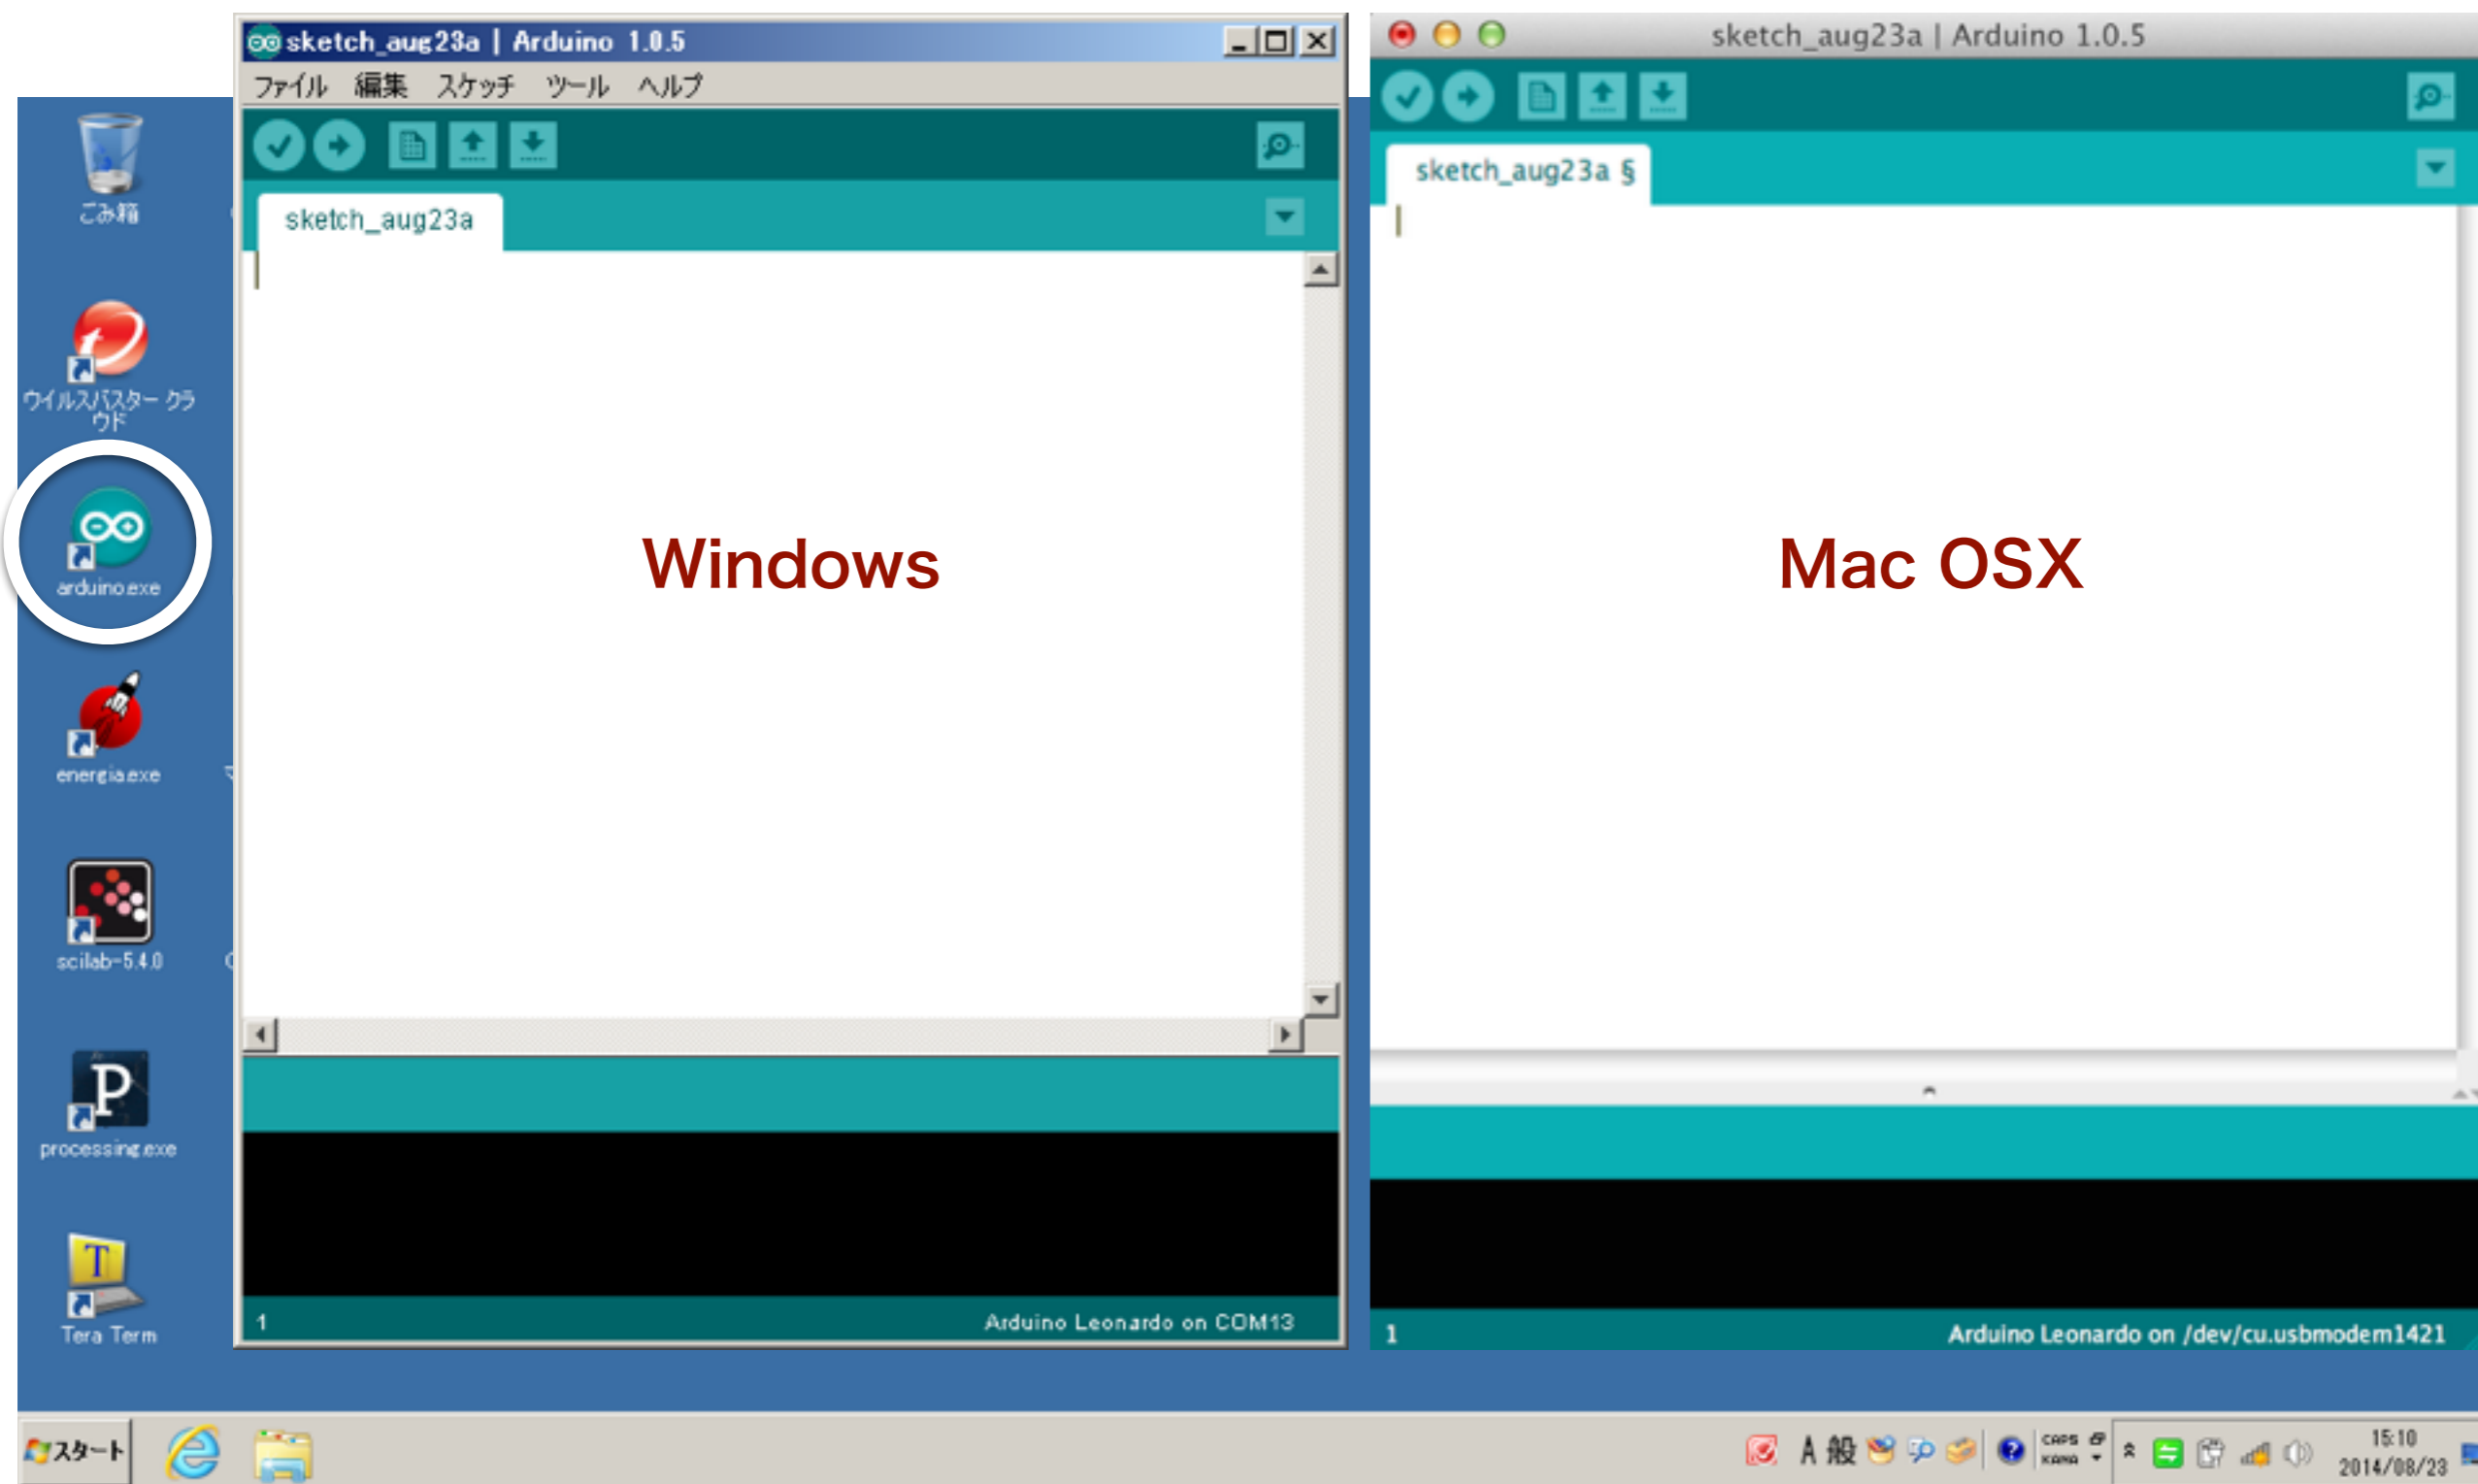 sketch_aug23a | Arduino 1.0.5
ファイル 編集 スケッチ ツール ヘルプ
sketch_aug23a
Windows
1
Arduino Leonardo on COM13
sketch_aug23a | Arduino 1.0.5
sketch_aug23a §
Mac OSX
1
Arduino Leonardo on /dev/cu.usbmodem1421
ごみ箱
ウイルスバスター クラ
ウド
arduino.exe
energia.exe
scilab-5.4.0
P
processing.exe
T
Tera Term
スタート
A 般
CAPS
KANA
15:10
2014/08/23